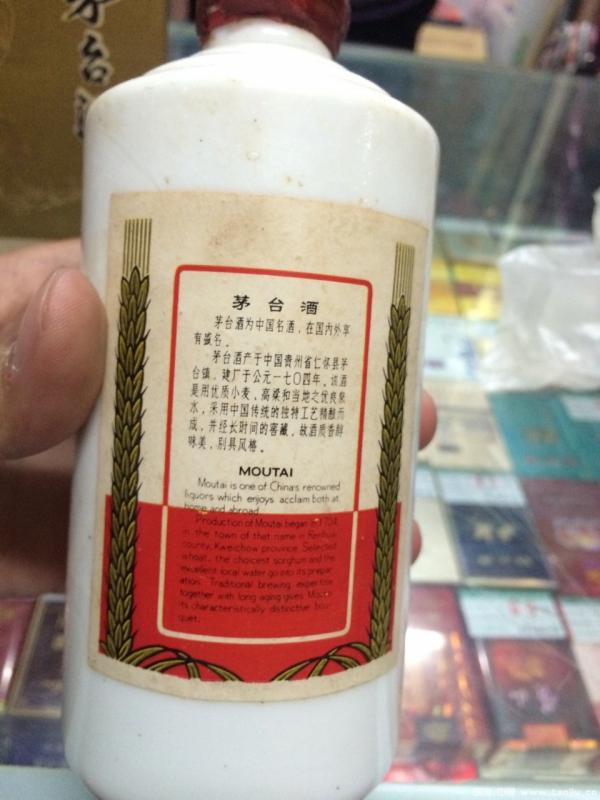 茅台酒
茅台酒
茅台酒为中国名酒，在国内外享
有盛名。
茅台酒产于中国贵州省仁怀县茅
台镇，建厂于公元一七〇四年。该酒
是用优质小麦、高粱和当地之优良泉
水，采用中国传统的独特工艺精酿而
成，并经长时间的窖藏，故酒质香醇
味美，别具风格。
MOUTAI
Moutai is one of China's renowned
liquors which enjoys acclaim both at
home and abroad.
Production of Moutai began in 1704,
in the town of that name in Renhuai
county, Kweichow province. Selected
wheat, the choicest sorghum and the
excellent local water go into its prepar-
ation. Traditional brewing expertise
together with long aging gives Moutai
its characteristically distinctive bou-
quet.
www.taojiu.cn